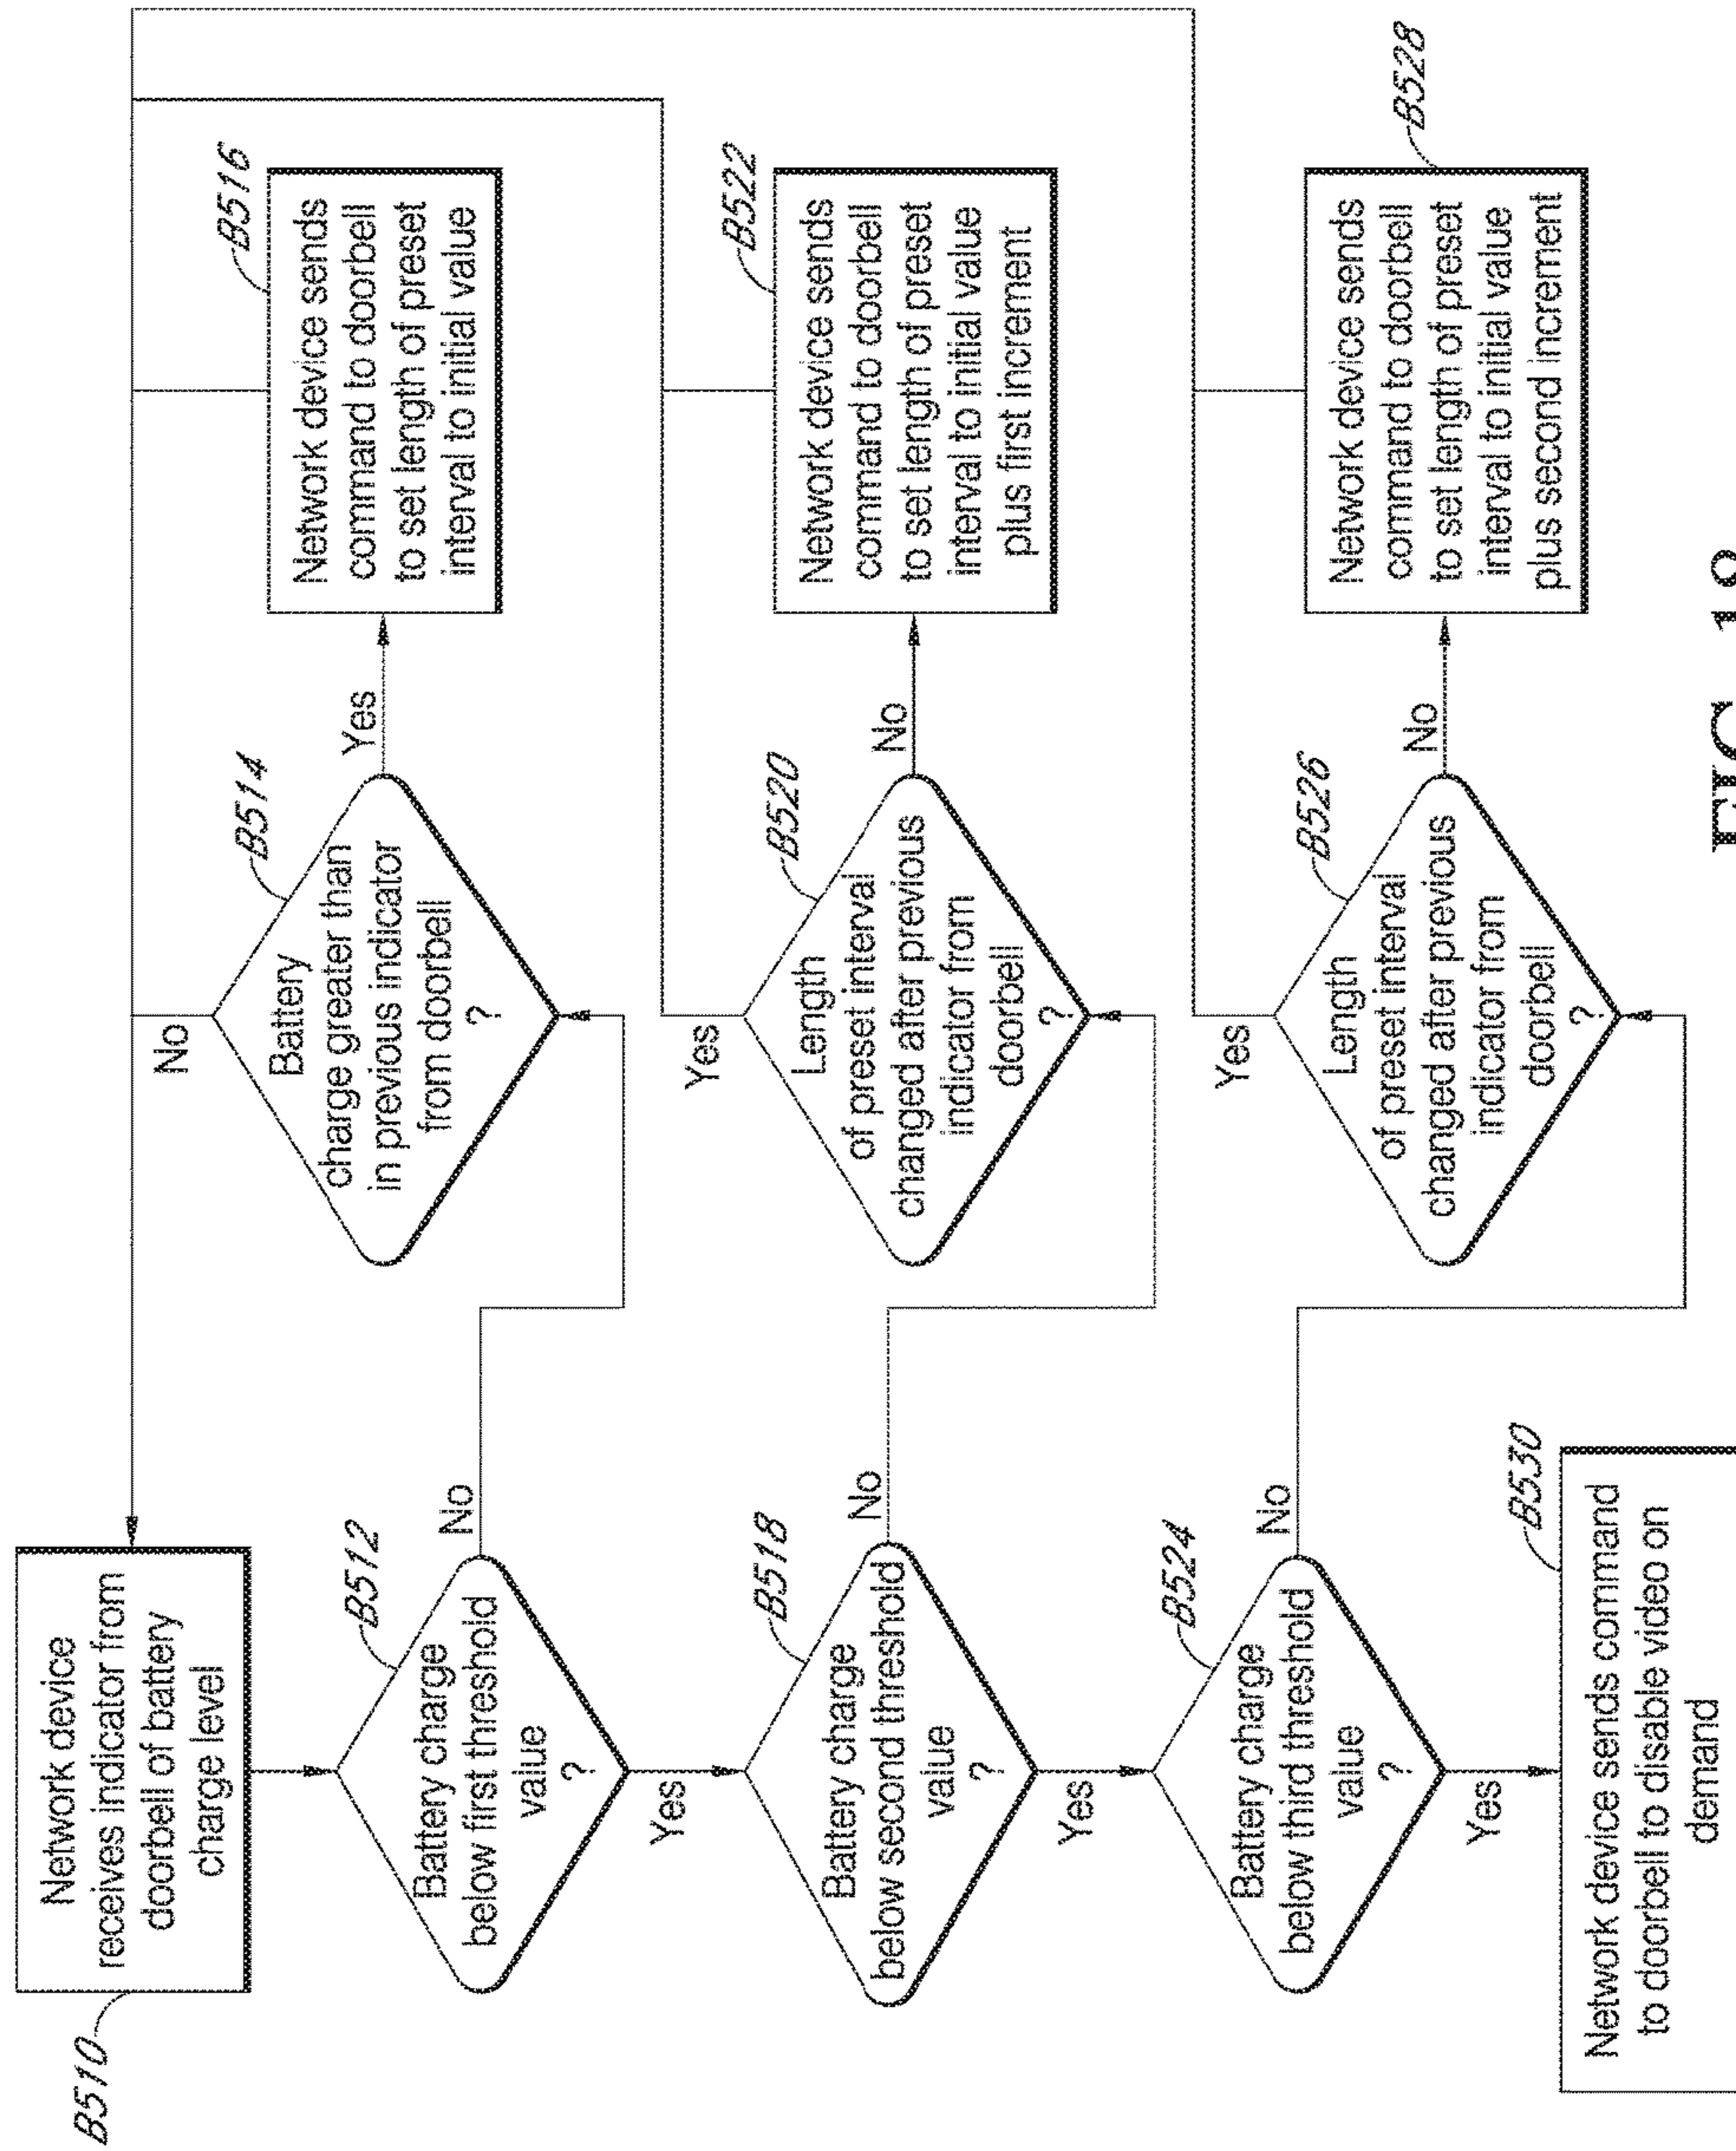 B510
Network device
receives indicator from
doorbell of battery
charge level
B512
Battery charge
below first threshold
value
?
No
Yes
B514
Battery
charge greater than
in previous indicator
from doorbell
?
No
Yes
B516
Network device sends
command to doorbell
to set length of preset
interval to initial value
B518
Battery charge
below second threshold
value
?
No
Yes
B520
Length
of preset interval
changed after previous
indicator from
doorbell
?
Yes
No
B522
Network device sends
command to doorbell
to set length of preset
interval to initial value
plus first increment
B524
Battery charge
below third threshold
value
?
No
Yes
B526
Length
of preset interval
changed after previous
indicator from
doorbell
?
Yes
No
B528
Network device sends
command to doorbell
to set length of preset
interval to initial value
plus second increment
B530
Network device sends command
to doorbell to disable video on
demand